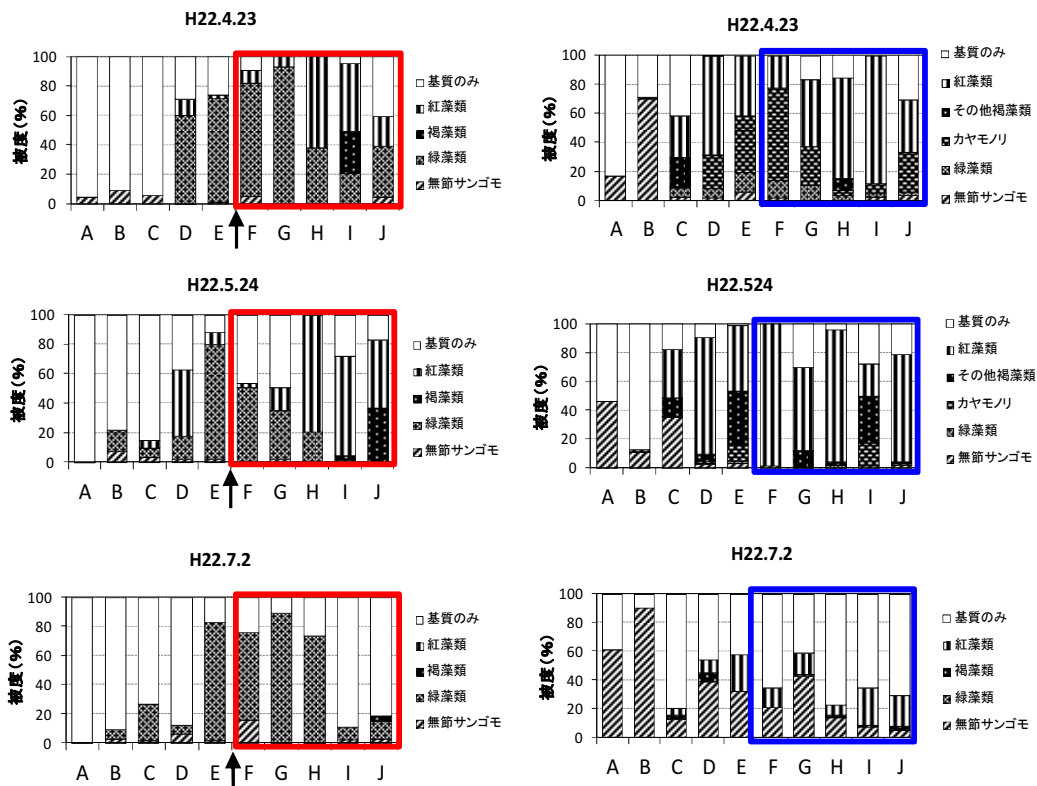 H22.4.23
被度(%)
100
80
60
40
20
0
A B C D E F G H I J
基質のみ
紅藻類
褐藻類
緑藻類
無節サンゴモ
H22.4.23
被度(%)
100
80
60
40
20
0
A B C D E F G H I J
基質のみ
紅藻類
その他褐藻類
カヤモノリ
緑藻類
無節サンゴモ
H22.5.24
被度(%)
100
80
60
40
20
0
A B C D E F G H I J
基質のみ
紅藻類
褐藻類
緑藻類
無節サンゴモ
H22.524
被度(%)
100
80
60
40
20
0
A B C D E F G H I J
基質のみ
紅藻類
その他褐藻類
カヤモノリ
緑藻類
無節サンゴモ
H22.7.2
被度(%)
100
80
60
40
20
0
A B C D E F G H I J
基質のみ
紅藻類
褐藻類
緑藻類
無節サンゴモ
H22.7.2
被度(%)
100
80
60
40
20
0
A B C D E F G H I J
基質のみ
紅藻類
褐藻類
緑藻類
無節サンゴモ